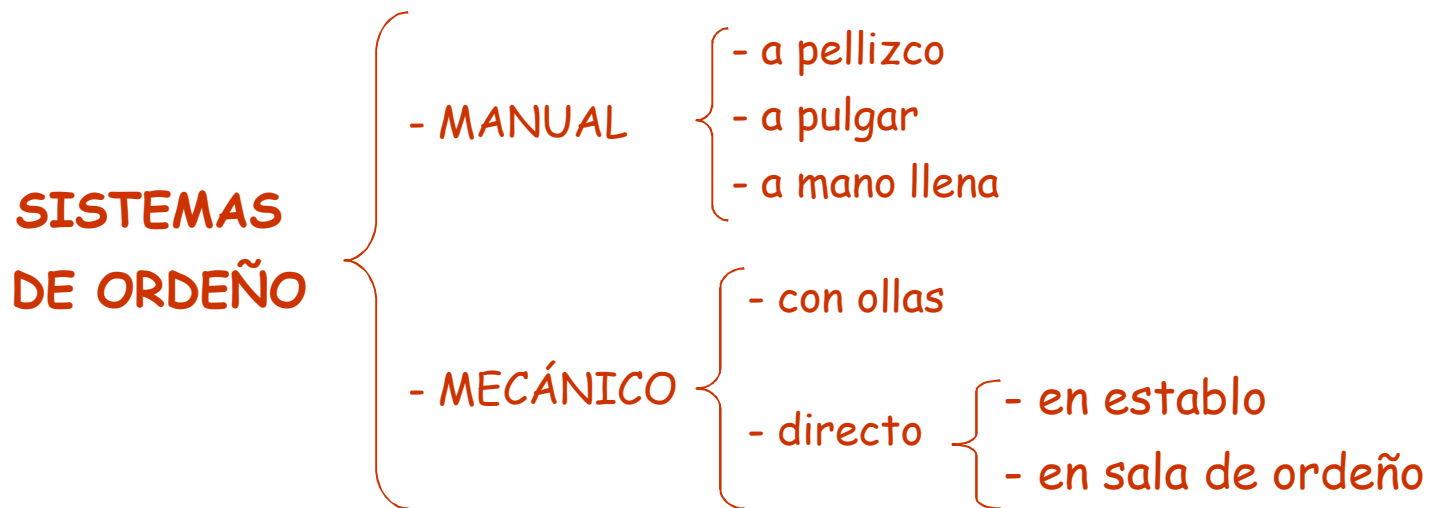 SISTEMAS
DE ORDEÑO
- MANUAL
- a pellizco
- a pulgar
- a mano llena
- MECÁNICO
- con ollas
- directo
- en establo
- en sala de ordeño